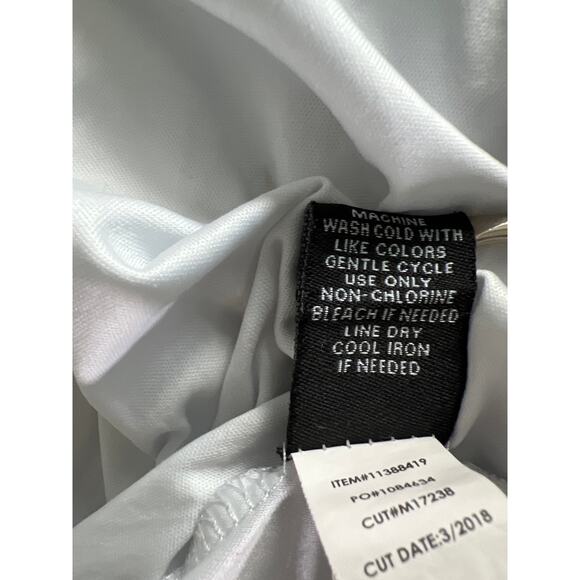 MACHINE
WASH COLD WITH
LIKE COLORS
GENTLE CYCLE
USE ONLY
NON-CHLORINE
BLEACH IF NEEDED
LINE DRY
COOL IRON
IF NEEDED
ITEM#11388419
PO#1084634
CUT#M17238
CUT DATE:3/2018